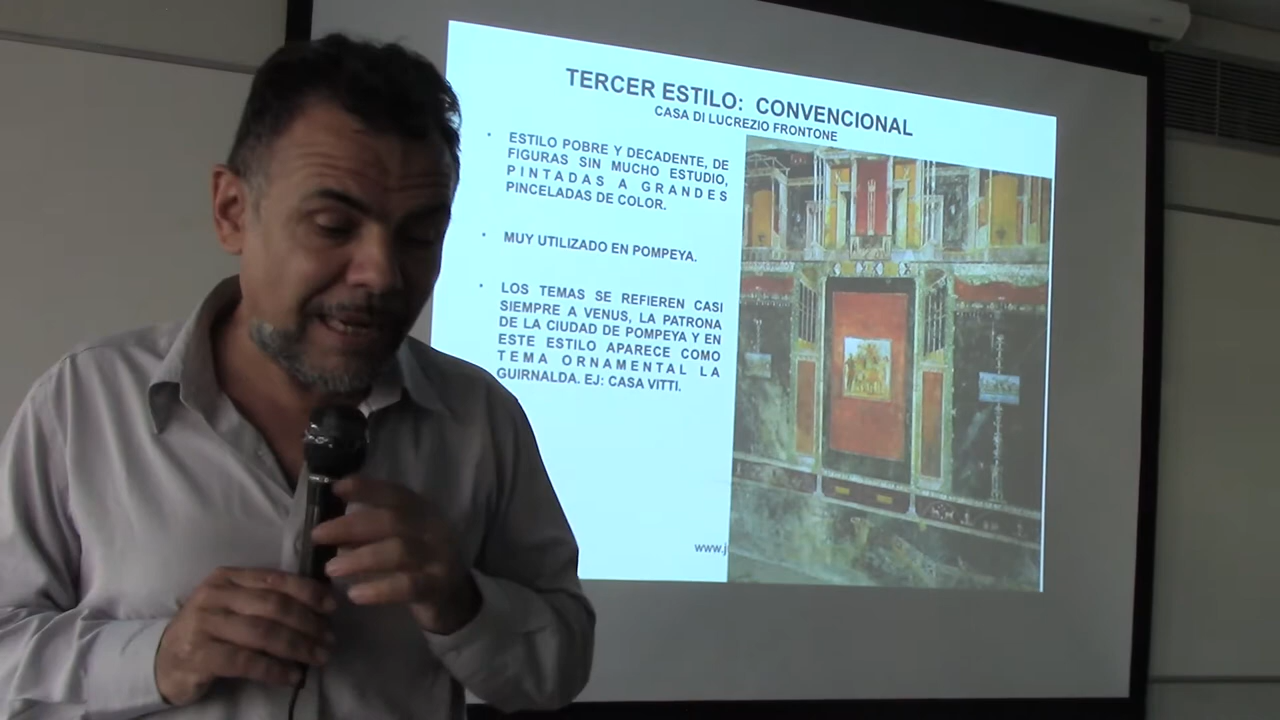 TERCER ESTILO: CONVENCIONAL
CASA DI LUCREZIO FRONTONE
• ESTILO POBRE Y DECADENTE, DE
FIGURAS SIN MUCHO ESTUDIO,
PINTADAS A GRANDES
PINCELADAS DE COLOR.
• MUY UTILIZADO EN POMPEYA.
• LOS TEMAS SE REFIEREN CASI
SIEMPRE A VENUS, LA PATRONA
DE LA CIUDAD DE POMPEYA Y EN
ESTE ESTILO APARECE COMO
TEMA ORNAMENTAL LA
GUIRNALDA. EJ: CASA VITTI.
www.j